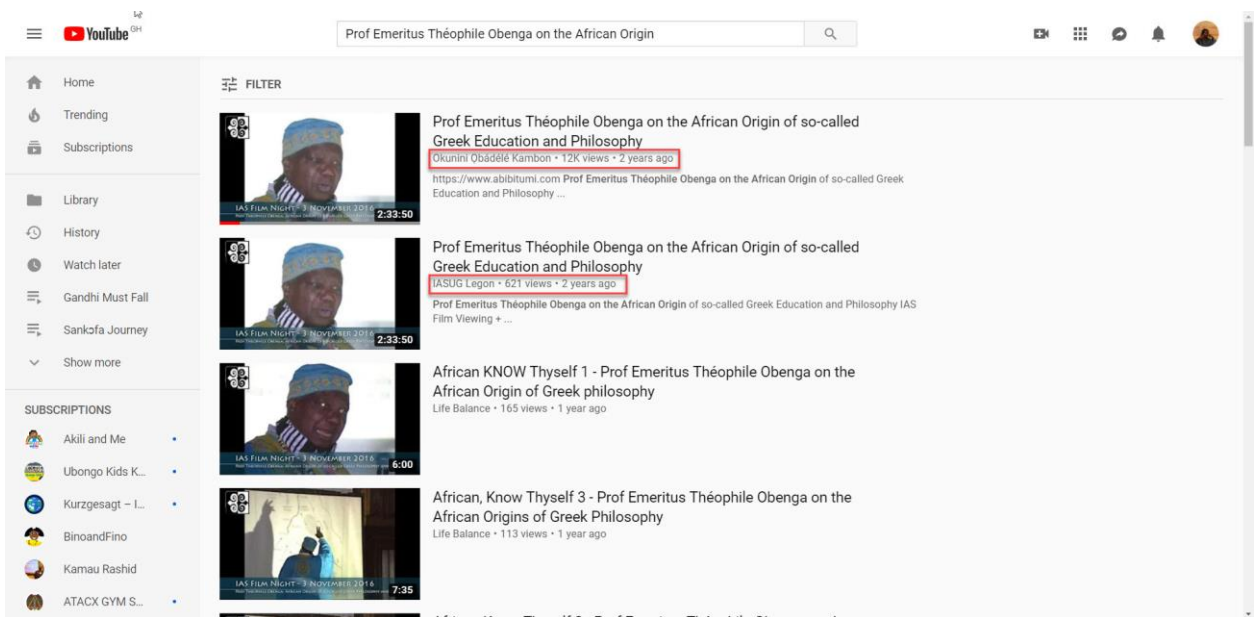 YouTube GH
Prof Emeritus Théophile Obenga on the African Origin
Home
Trending
Subscriptions
Library
History
Watch later
Gandhi Must Fall
Sankɔfa Journey
Show more
SUBSCRIPTIONS
Akili and Me
Ubongo Kids K...
Kurzgesagt – I...
BinoandFino
Kamau Rashid
ATACX GYM S...
FILTER
IAS FILM NIGHT - 3 NOVEMBER 2016
2:33:50
Prof Emeritus Théophile Obenga on the African Origin of so-called
Greek Education and Philosophy
Okunini Ọbádélé Kambon • 12K views • 2 years ago
https://www.abibitumi.com Prof Emeritus Théophile Obenga on the African Origin of so-called Greek
Education and Philosophy ...
IAS FILM NIGHT - 3 NOVEMBER 2016
2:33:50
Prof Emeritus Théophile Obenga on the African Origin of so-called
Greek Education and Philosophy
IASUG Legon • 621 views • 2 years ago
Prof Emeritus Théophile Obenga on the African Origin of so-called Greek Education and Philosophy IAS
Film Viewing + ...
IAS FILM NIGHT - 3 NOVEMBER 2016
6:00
African KNOW Thyself 1 - Prof Emeritus Théophile Obenga on the
African Origin of Greek philosophy
Life Balance • 165 views • 1 year ago
IAS FILM NIGHT - 3 NOVEMBER 2016
7:35
African, Know Thyself 3 - Prof Emeritus Théophile Obenga on the
African Origins of Greek Philosophy
Life Balance • 113 views • 1 year ago